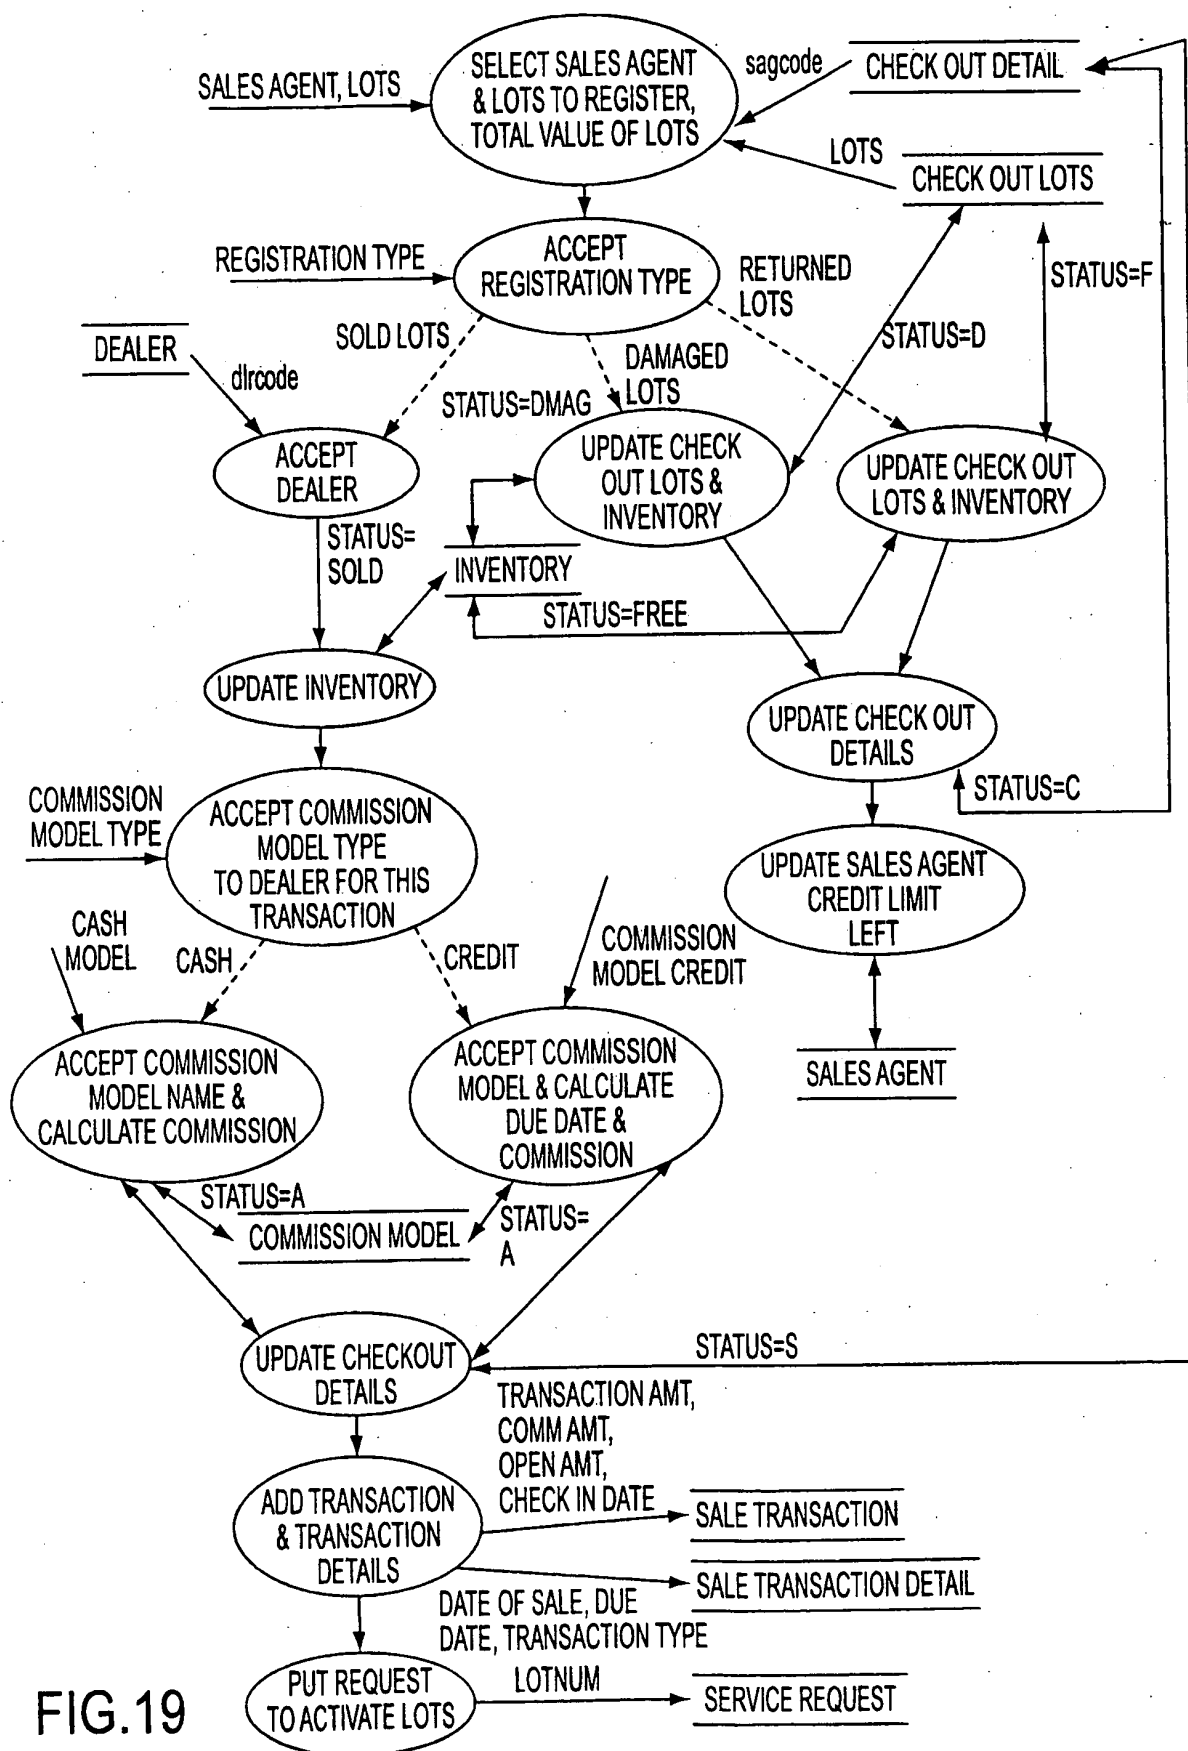 SELECT SALES AGENT
& LOTS TO REGISTER,
TOTAL VALUE OF LOTS
SALES AGENT, LOTS
sagcode
CHECK OUT DETAIL
LOTS
CHECK OUT LOTS
ACCEPT
REGISTRATION TYPE
REGISTRATION TYPE
RETURNED
LOTS
STATUS=F
SOLD LOTS
STATUS=D
DEALER
dlrcode
DAMAGED
LOTS
STATUS=DMAG
ACCEPT
DEALER
UPDATE CHECK
OUT LOTS &
INVENTORY
UPDATE CHECK OUT
LOTS & INVENTORY
STATUS=
SOLD
INVENTORY
STATUS=FREE
UPDATE INVENTORY
UPDATE CHECK OUT
DETAILS
STATUS=C
COMMISSION
MODEL TYPE
ACCEPT COMMISSION
MODEL TYPE
TO DEALER FOR THIS
TRANSACTION
UPDATE SALES AGENT
CREDIT LIMIT
LEFT
CASH
MODEL
CASH
CREDIT
COMMISSION
MODEL CREDIT
ACCEPT COMMISSION
MODEL NAME &
CALCULATE COMMISSION
ACCEPT COMMISSION
MODEL & CALCULATE
DUE DATE &
COMMISSION
SALES AGENT
STATUS=A
COMMISSION MODEL
STATUS=
A
UPDATE CHECKOUT
DETAILS
STATUS=S
TRANSACTION AMT,
COMM AMT,
OPEN AMT,
CHECK IN DATE
ADD TRANSACTION
& TRANSACTION
DETAILS
SALE TRANSACTION
SALE TRANSACTION DETAIL
DATE OF SALE, DUE
DATE, TRANSACTION TYPE
PUT REQUEST
TO ACTIVATE LOTS
LOTNUM
SERVICE REQUEST
FIG.19